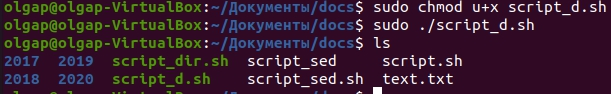 olgap@olgap-VirtualBox:~/Документы/docs$ sudo chmod u+x script_d.sh
olgap@olgap-VirtualBox:~/Документы/docs$ sudo ./script_d.sh
olgap@olgap-VirtualBox:~/Документы/docs$ ls
2017  2019  script_dir.sh  script_sed     script.sh
2018  2020  script_d.sh    script_sed.sh  text.txt
olgap@olgap-VirtualBox:~/Документы/docs$